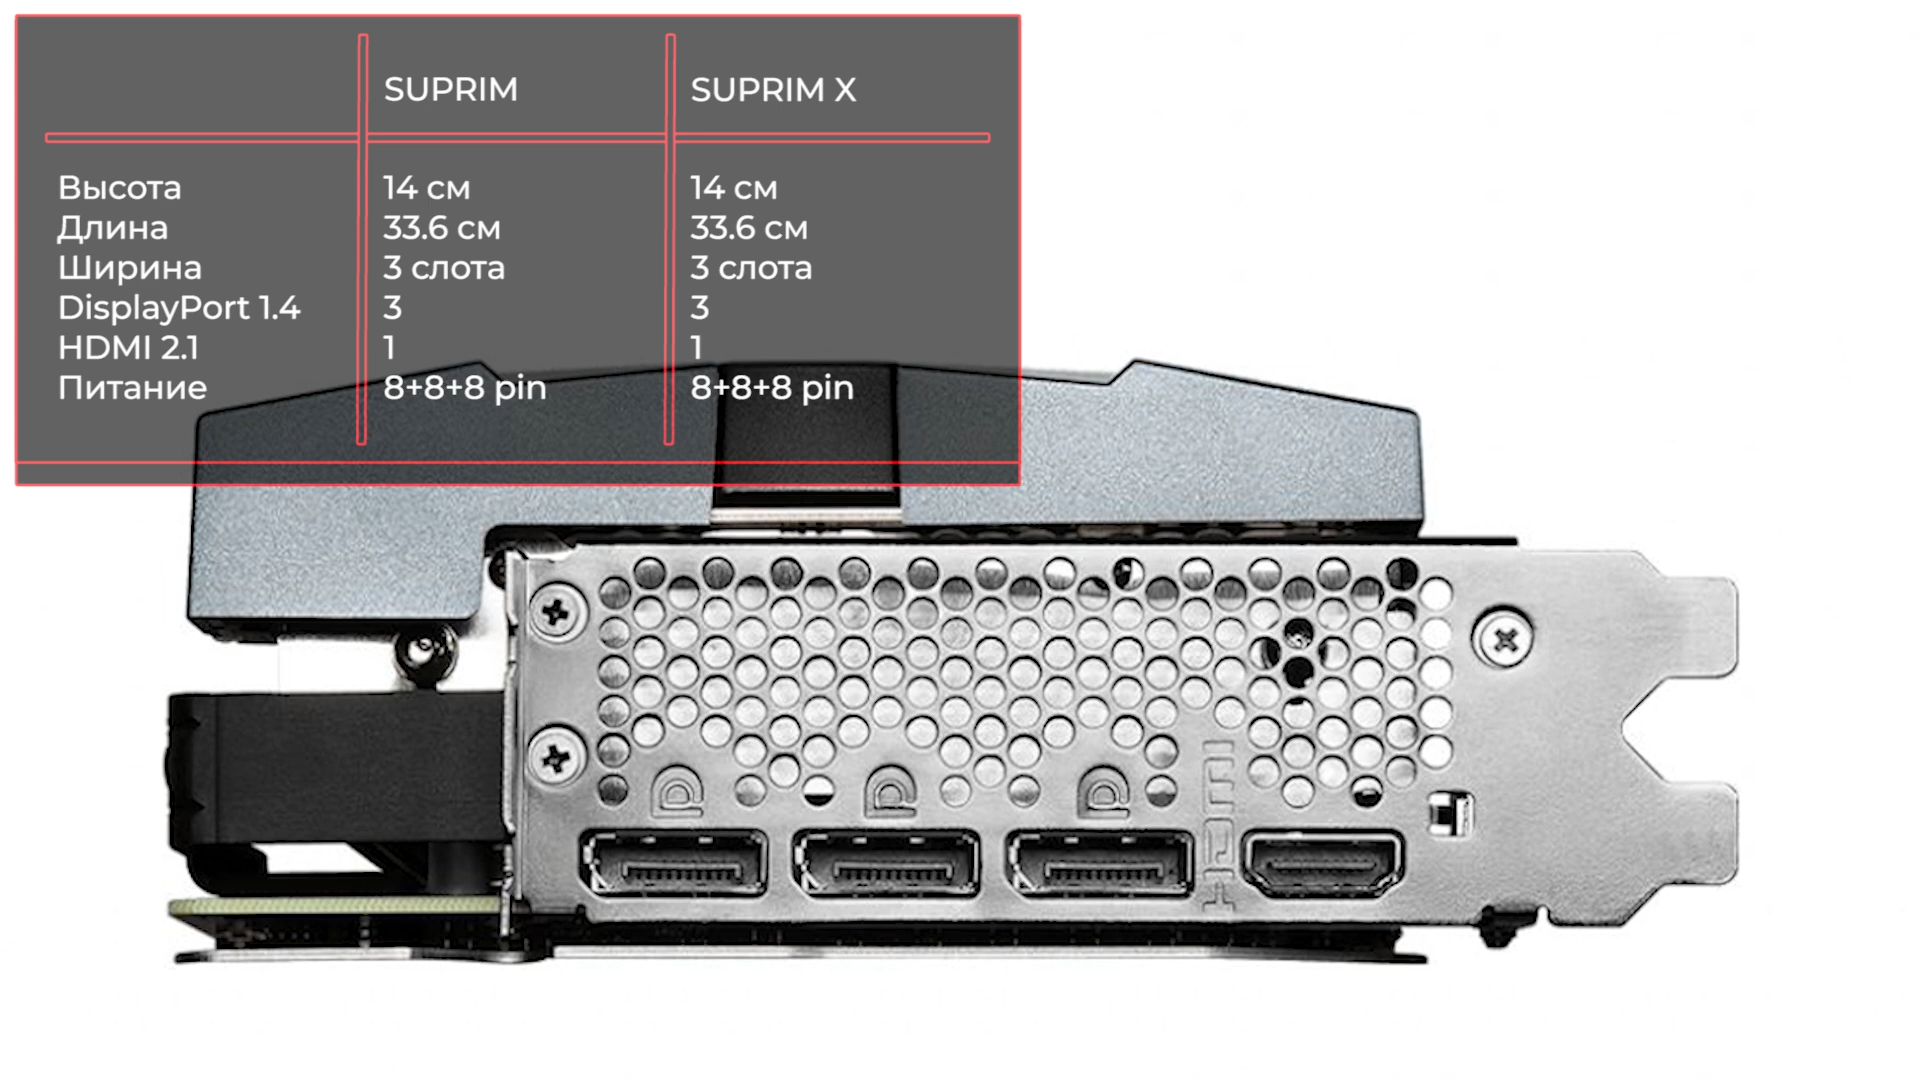 SUPRIM SUPRIM X
Высота 14 см 14 см
Длина 33.6 см 33.6 см
Ширина 3 слота 3 слота
DisplayPort 1.4 3 3
HDMI 2.1 1 1
Питание 8+8+8 pin 8+8+8 pin
HDMI